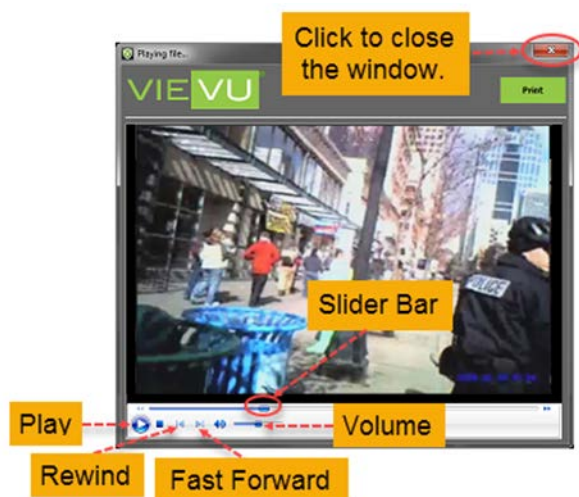 Click to close
the window.
Playing file...
VIEVU
Print
POLICE
Slider Bar
Play
Volume
Rewind
Fast Forward